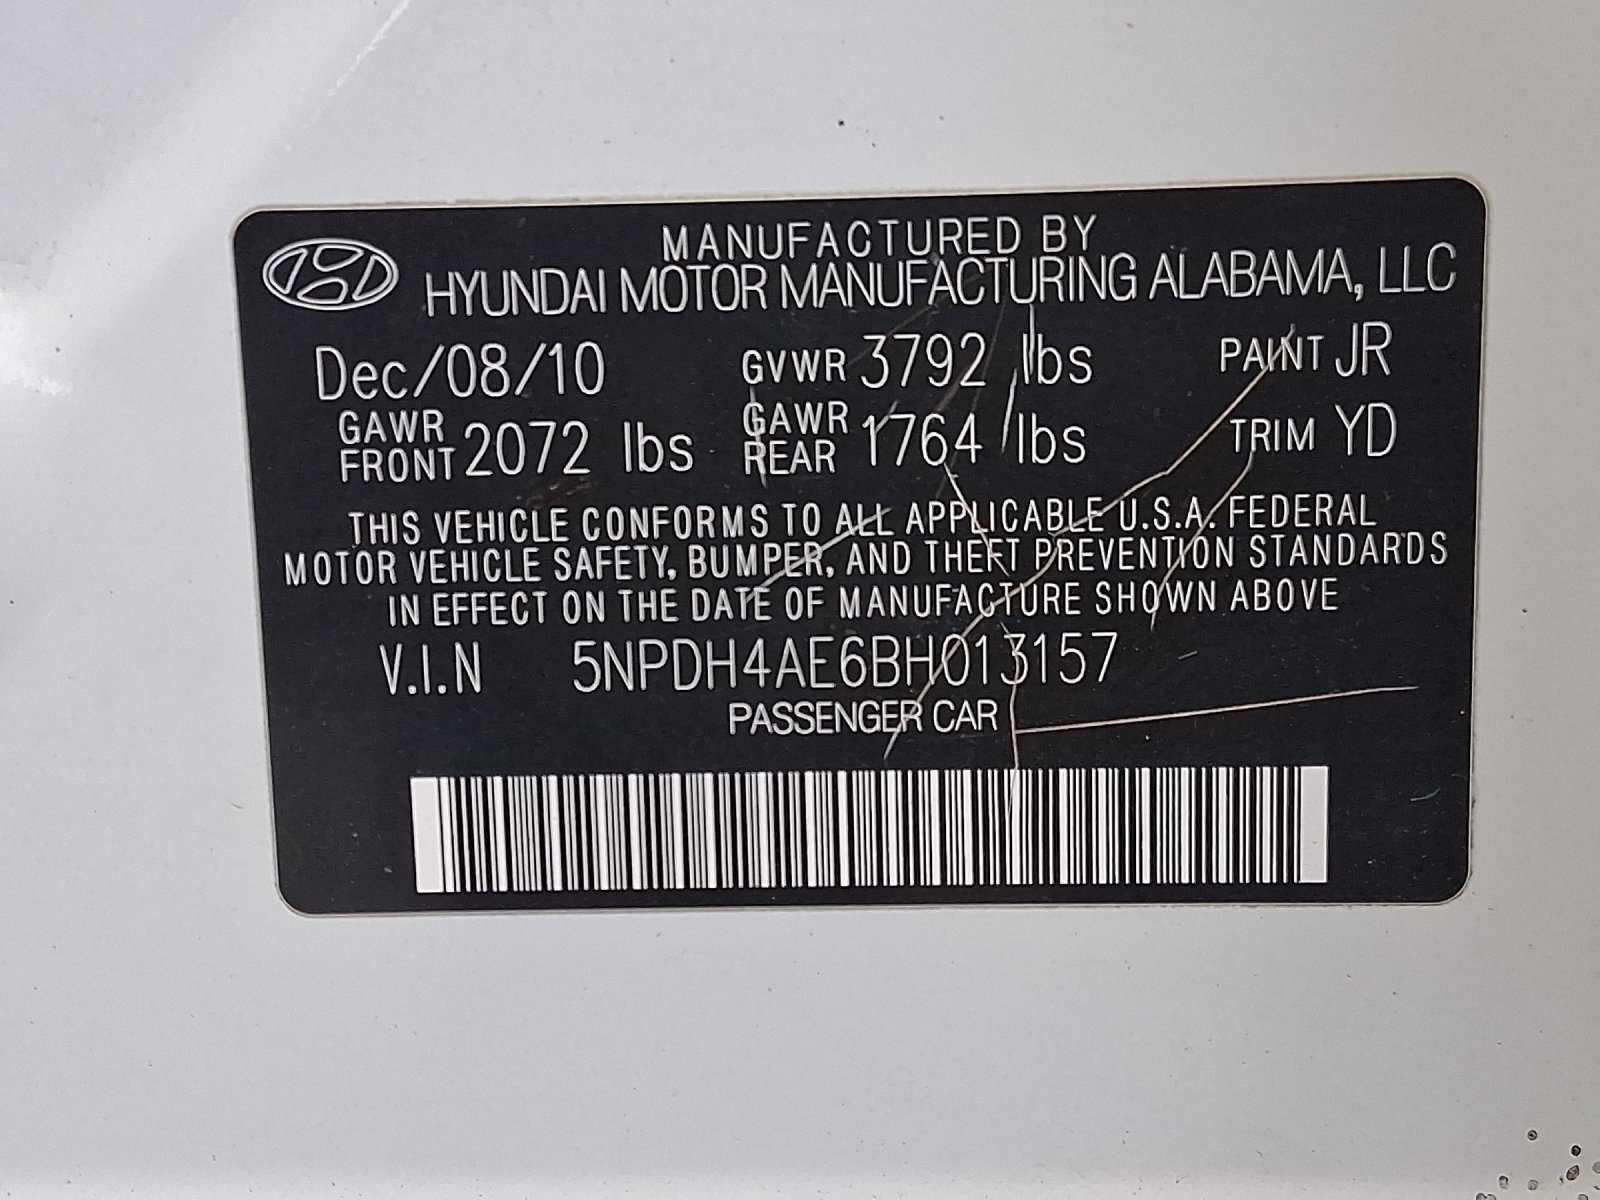 MANUFACTURED BY
HYUNDAI MOTOR MANUFACTURING ALABAMA, LLC
Dec/08/10 GVWR 3792 lbs PAINT JR
GAWR FRONT 2072 lbs GAWR REAR 1764 lbs TRIM YD
THIS VEHICLE CONFORMS TO ALL APPLICABLE U.S.A. FEDERAL
MOTOR VEHICLE SAFETY, BUMPER, AND THEFT PREVENTION STANDARDS
IN EFFECT ON THE DATE OF MANUFACTURE SHOWN ABOVE
V.I.N 5NPDH4AE6BH013157
PASSENGER CAR